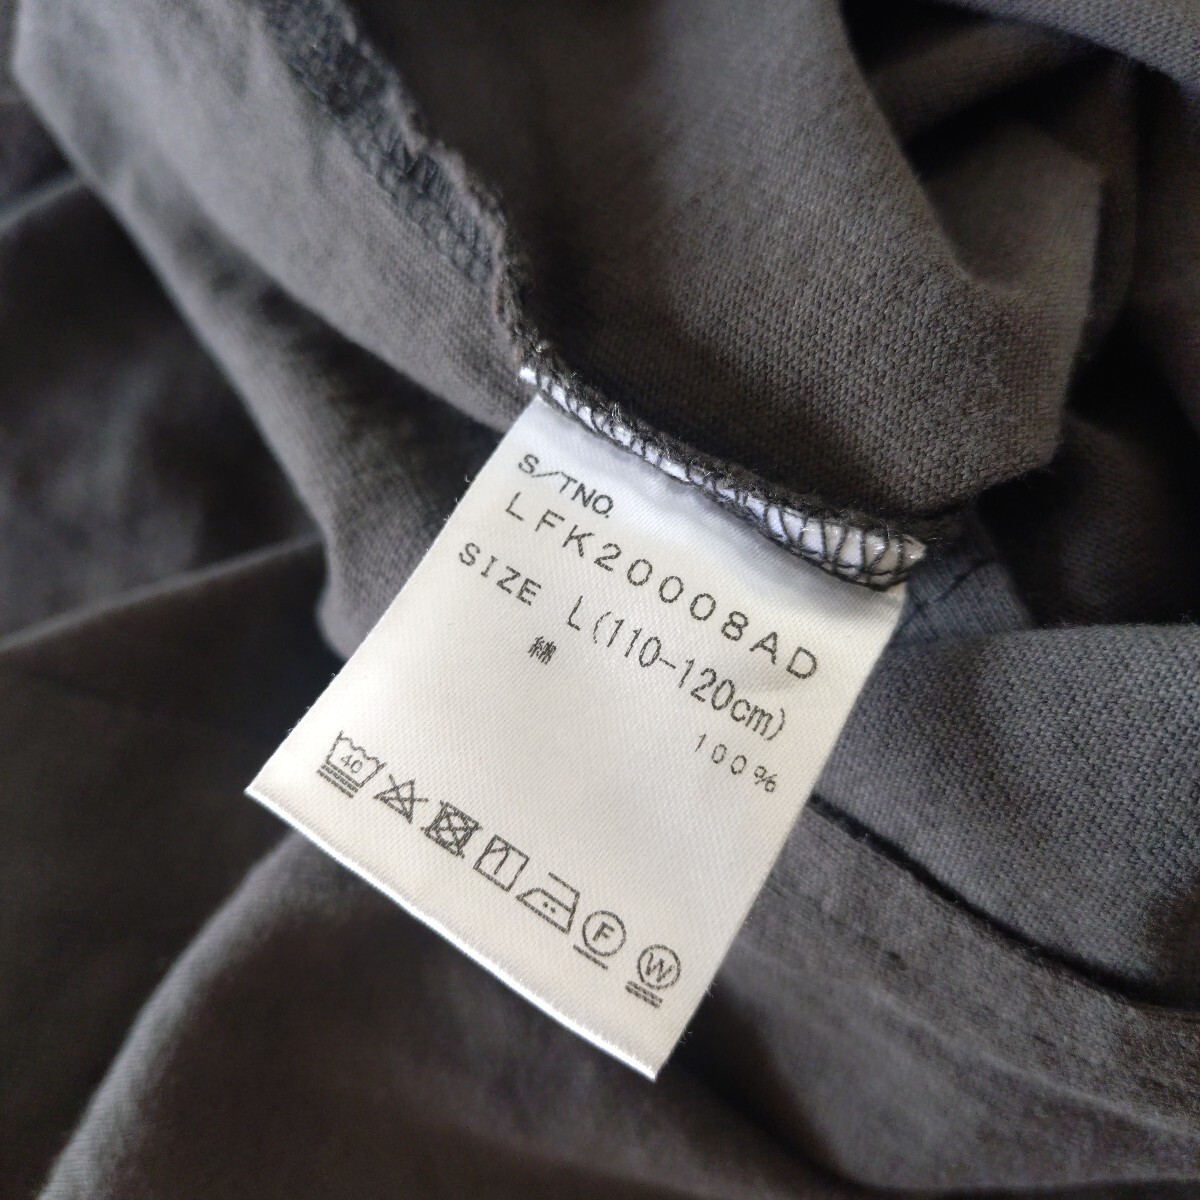 S/TNO.
LFK20008AD
SIZE L(110-120cm)
綿 100%
40
F
W